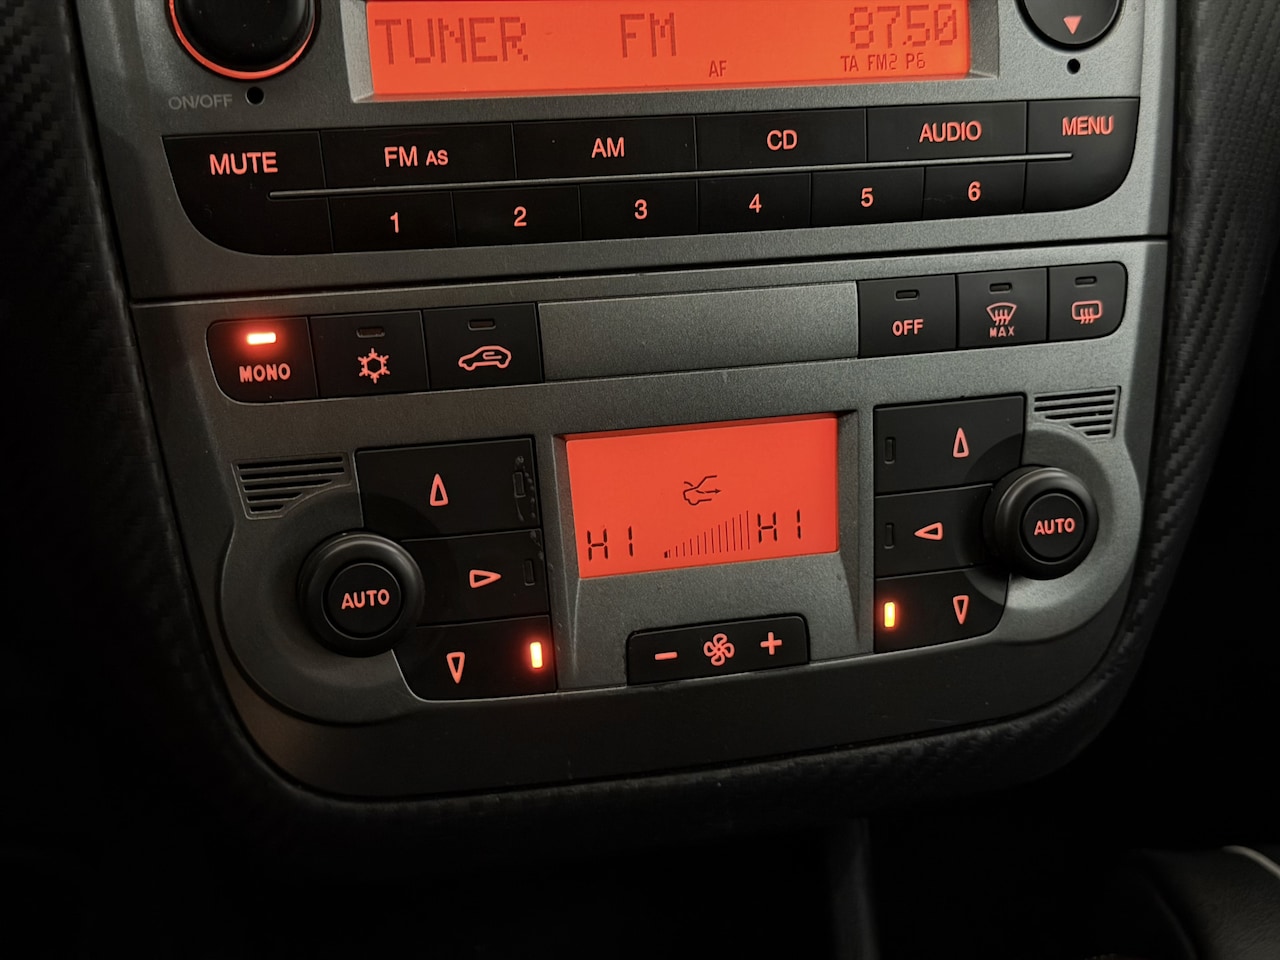 TUNER FM 87.50
AF TA FM2 P6
ON/OFF
MUTE FM AS AM CD AUDIO MENU
1 2 3 4 5 6
MONO OFF MAX
HI HI
AUTO AUTO
- +